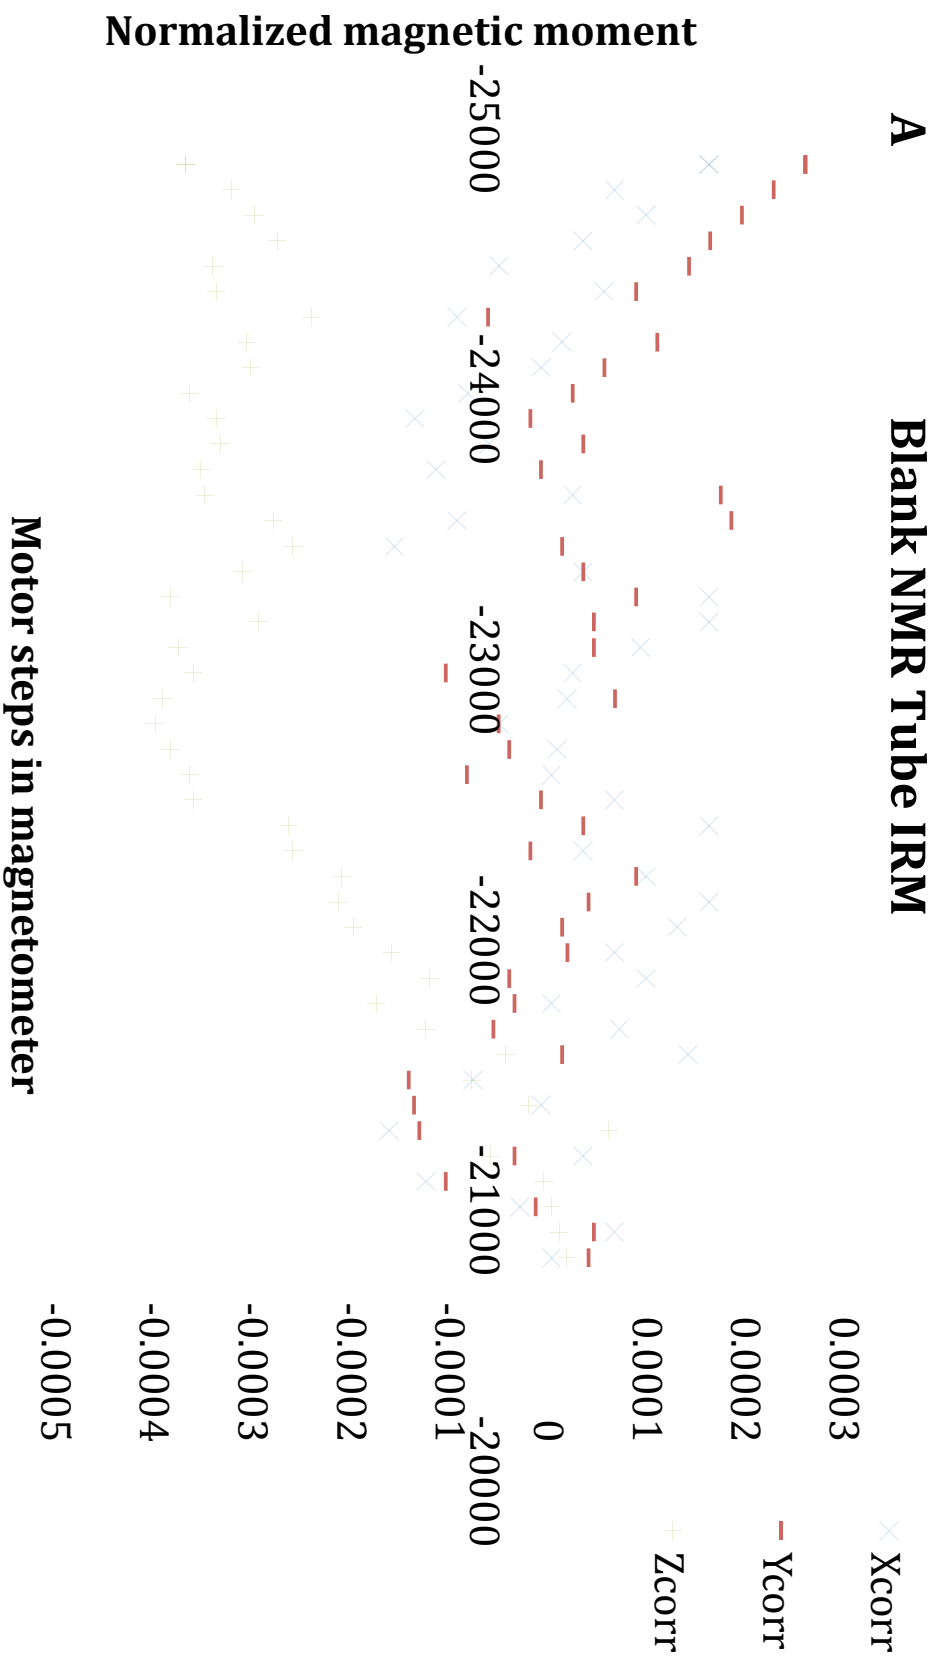 A
Blank NMR Tube IRM
Normalized magnetic moment
0.0003
0.0002
0.0001
0
-0.0001
-0.0002
-0.0003
-0.0004
-0.0005
-25000
-24000
-23000
-22000
-21000
-20000
Motor steps in magnetometer
Xcorr
Ycorr
Zcorr